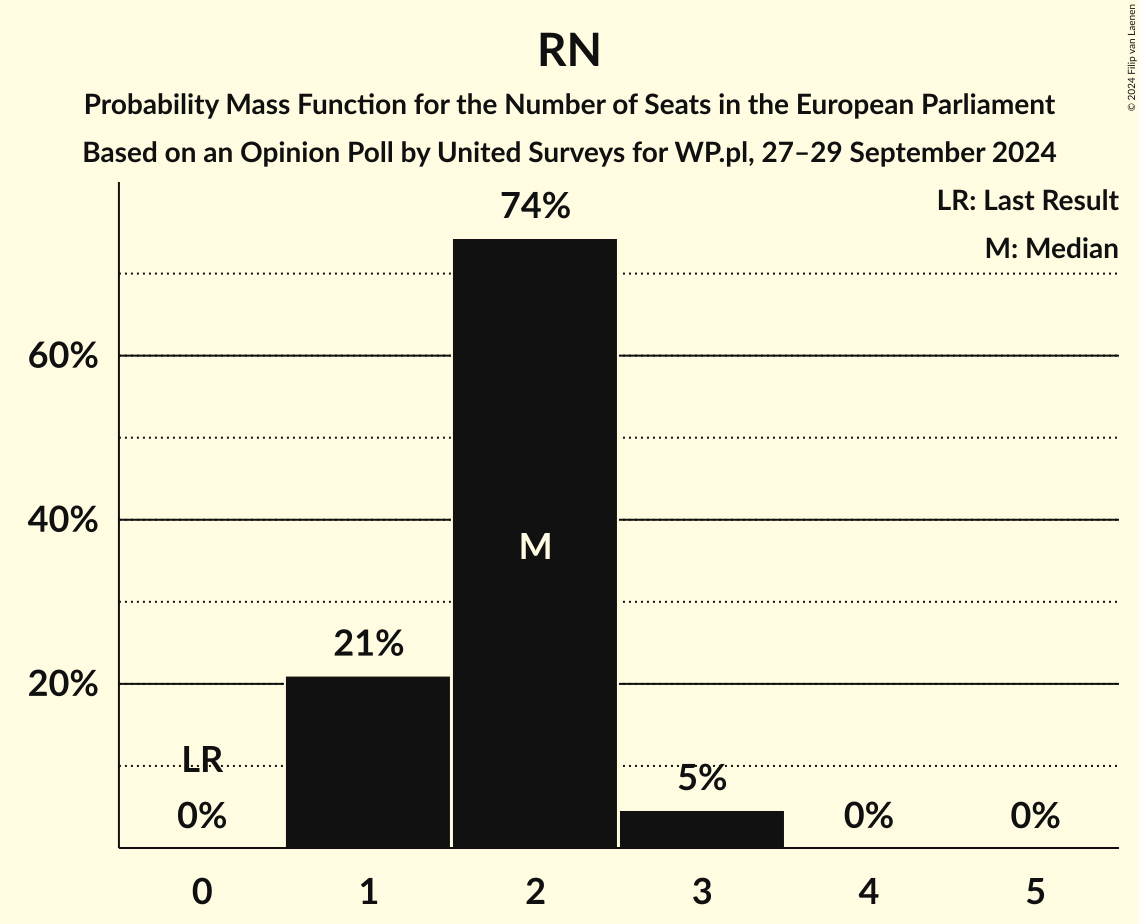 RN
Probability Mass Function for the Number of Seats in the European Parliament
Based on an Opinion Poll by United Surveys for WP.pl, 27–29 September 2024
© 2024 Filip van Laenen
LR: Last Result
M: Median
74%
60%
40%
M
21%
20%
LR
5%
0%
0%
0%
0 1 2 3 4 5